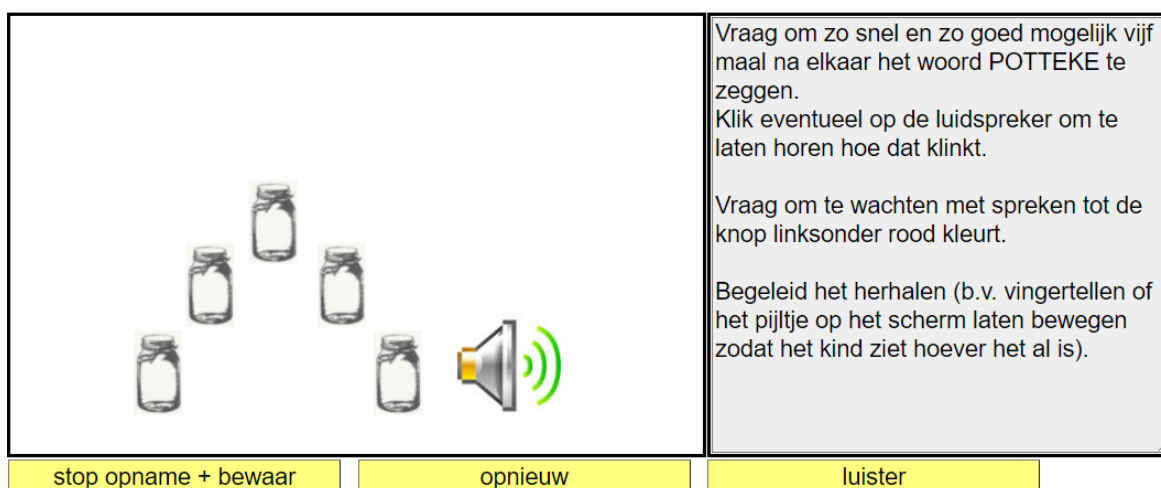 Vraag om zo snel en zo goed mogelijk vijf
maal na elkaar het woord POTTEKE te
zeggen.
Klik eventueel op de luidspreker om te
laten horen hoe dat klinkt.
Vraag om te wachten met spreken tot de
knop linksonder rood kleurt.
Begeleid het herhalen (b.v. vingertellen of
het pijltje op het scherm laten bewegen
zodat het kind ziet hoever het al is).
stop opname + bewaar
opnieuw
luister